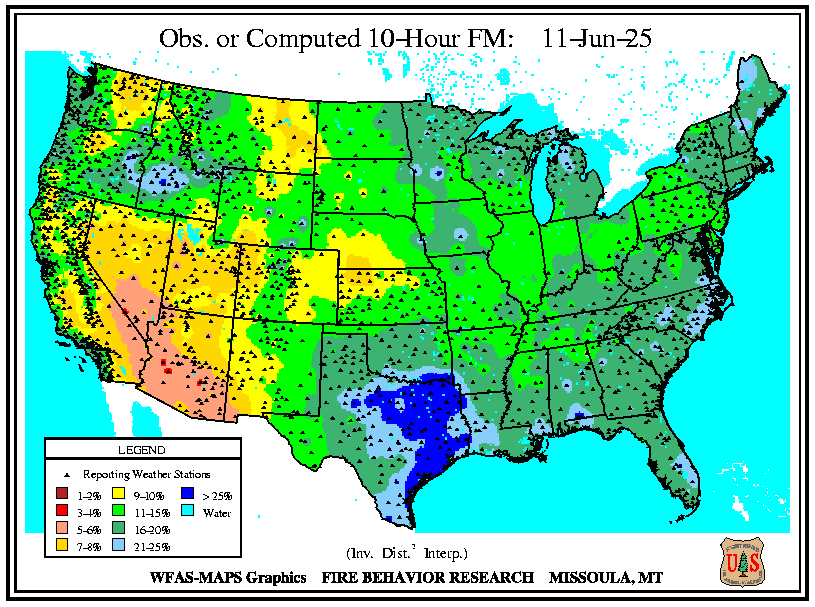 Obs. or Computed 10-Hour FM: 11-Jun-25
LEGEND
Reporting Weather Stations
1-2% 9-10% > 25%
3-4% 11-15% Water
5-6% 16-20%
7-8% 21-25%
(Inv. Dist.² Interp.)
WFAS-MAPS Graphics FIRE BEHAVIOR RESEARCH MISSOULA, MT
U S